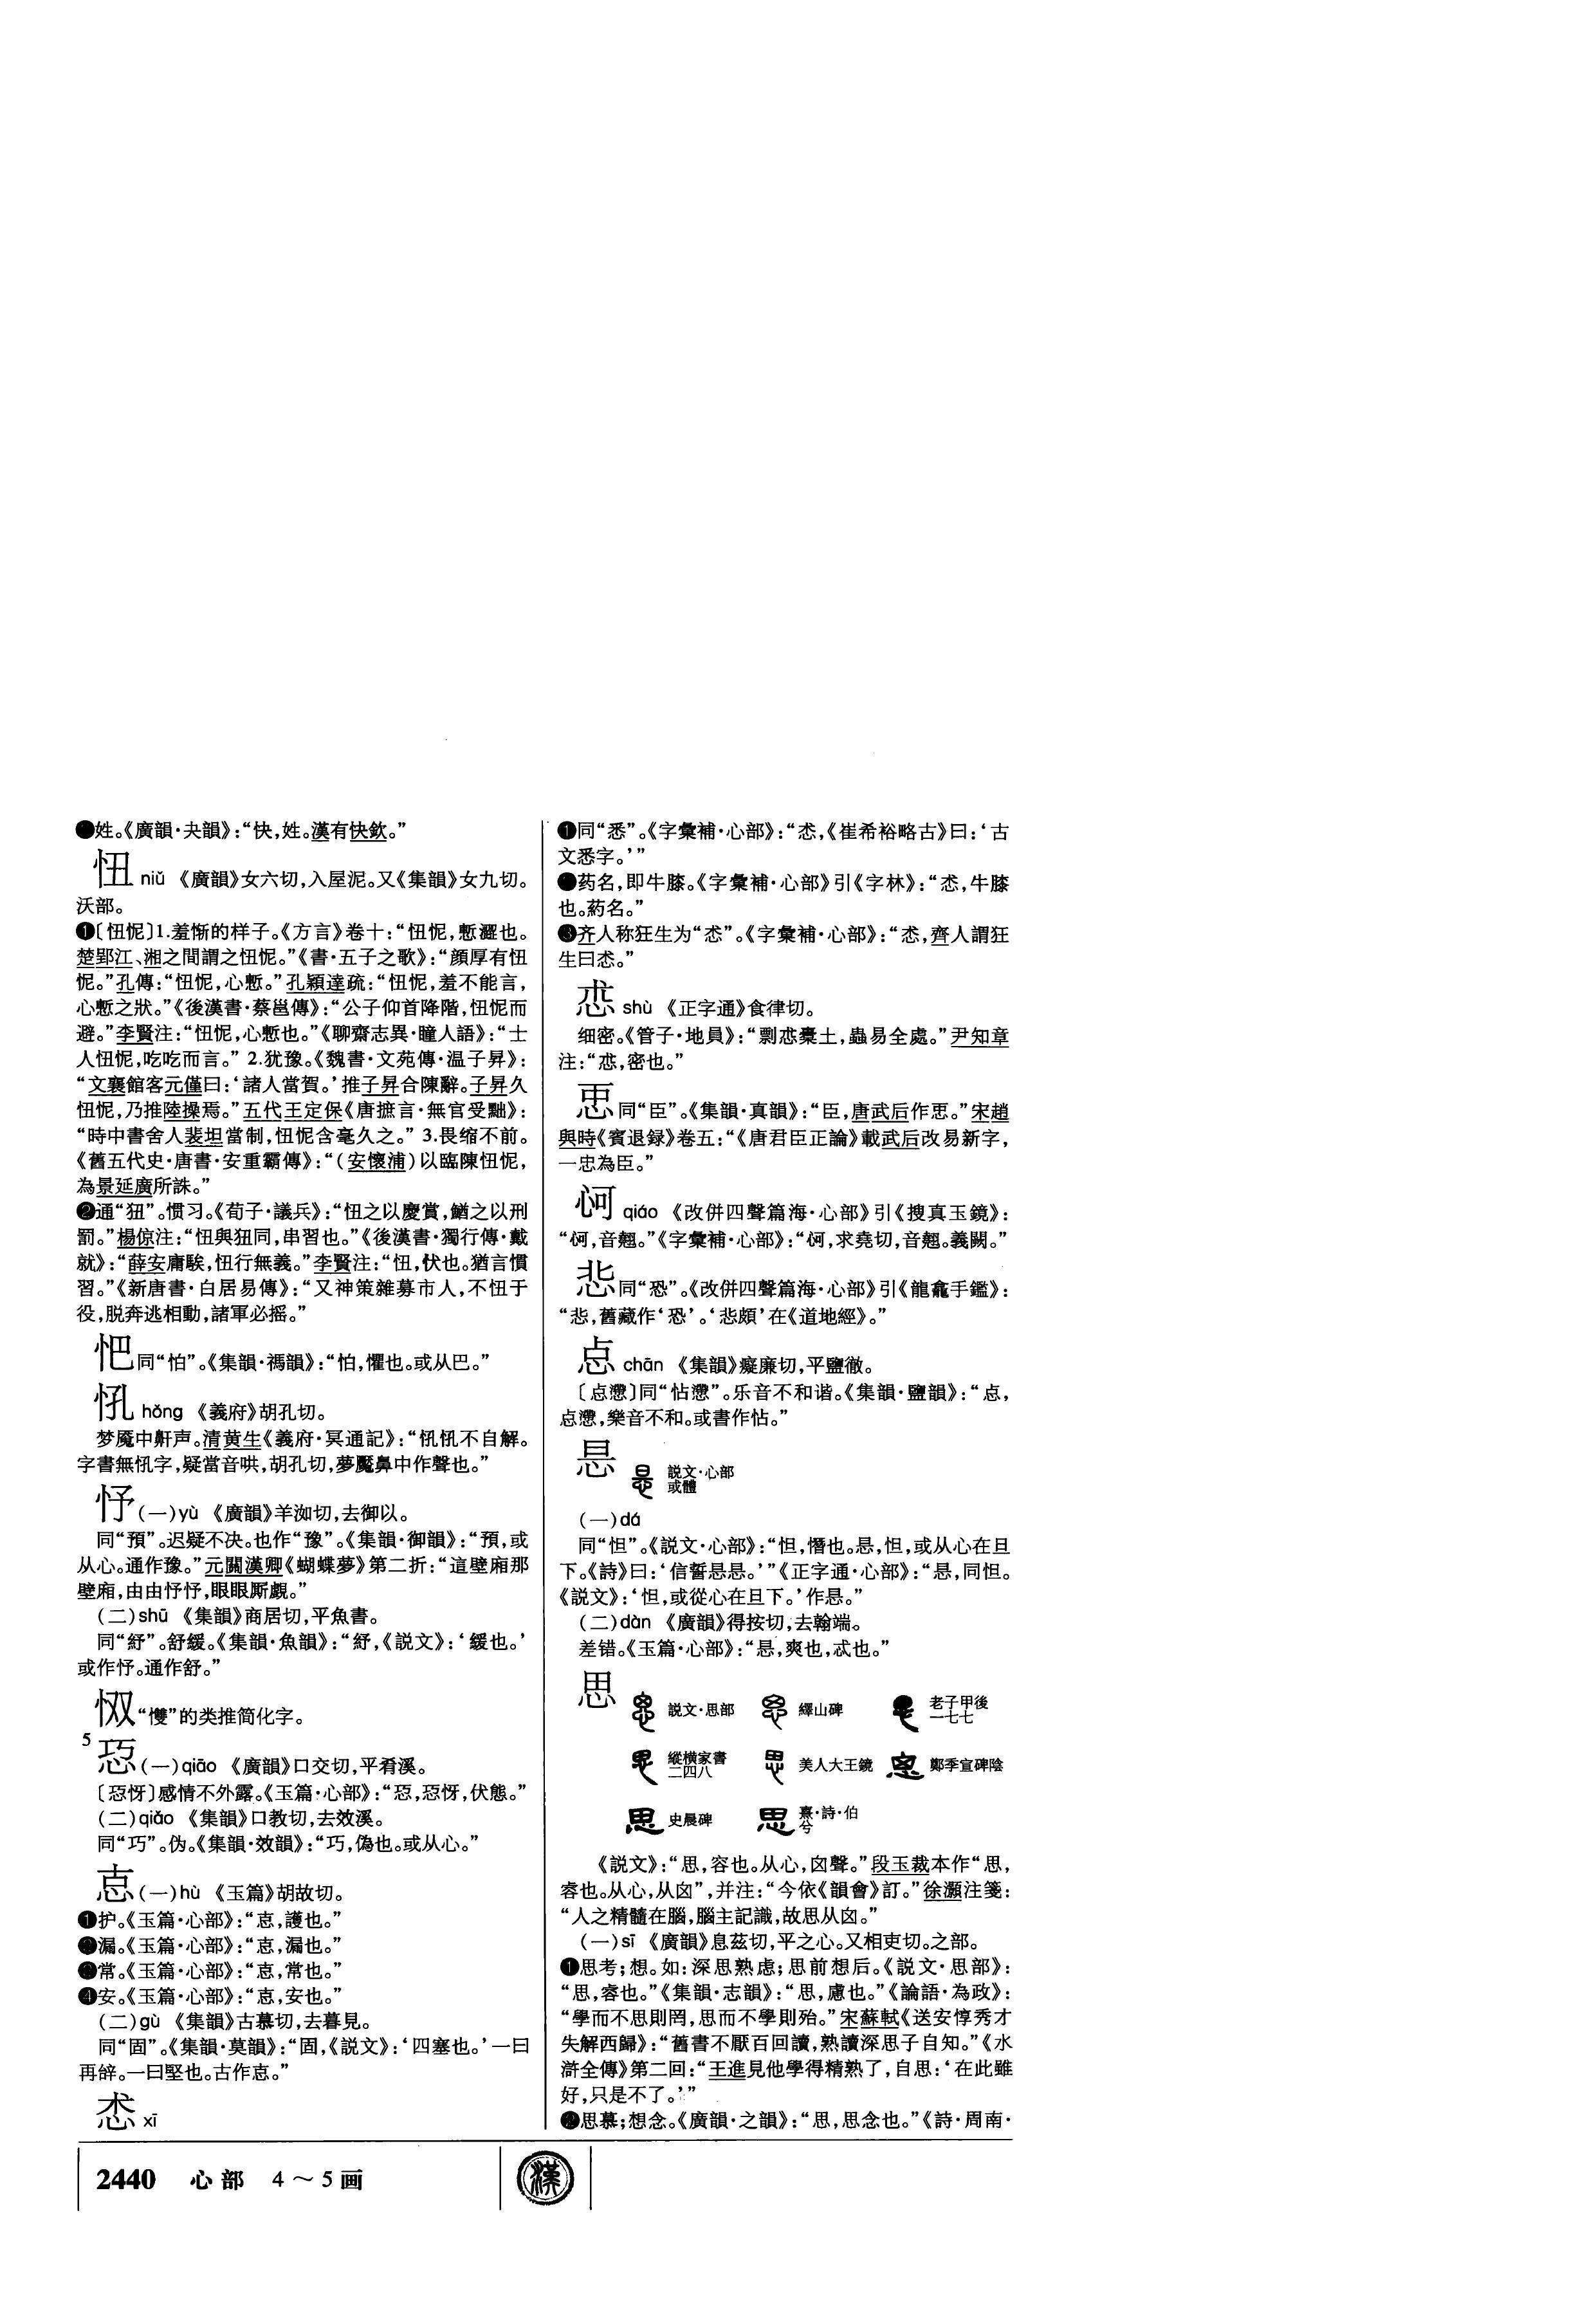 姓。《廣韻·夬韻》：“快，姓。漢有快欽。”
忸 niǔ 《廣韻》女六切，入屋泥。又《集韻》女九切。
沃部。
❶〔忸怩〕1.羞惭的样子。《方言》卷十：“忸怩，慙歰也。
楚郢江、湘之間謂之忸怩。”《書·五子之歌》：“顔厚有忸
怩。”孔傳：“忸怩，心慙。”孔穎達疏：“忸怩，羞不能言，
心慙之狀。”《後漢書·蔡邕傳》：“公子仰首降階，忸怩而
避。”李賢注：“忸怩，心慙也。”《聊齋志異·瞳人語》：“士
人忸怩，吃吃而言。” 2.犹豫。《魏書·文苑傳·温子昇》：
“文襄館客元僅曰：‘諸人當賀。’推子昇合陳辭。子昇久
忸怩，乃推陸操焉。”五代王定保《唐摭言·無官受黜》：
“時中書舍人裴坦當制，忸怩含毫久之。” 3.畏缩不前。
《舊五代史·唐書·安重霸傳》：“（安懷浦）以臨陳忸怩，
為景延廣所誅。”
❷通“狃”。惯习。《荀子·議兵》：“忸之以慶賞，鰌之以刑
罰。”楊倞注：“忸與狃同，串習也。”《後漢書·獨行傳·戴
就》：“薛安庸騃，忸行無義。”李賢注：“忸，忕也。猶言慣
習。”《新唐書·白居易傳》：“又神策雜募市人，不忸于
役，脱奔逃相動，諸軍必摇。”
𢗆同“怕”。《集韻·禡韻》：“怕，懼也。或从巴。”
㤨 hǒng 《義府》胡孔切。
梦魇中鼾声。清黄生《義府·冥通記》：“㤨㤨不自解。
字書無㤨字，疑當音哄，胡孔切，夢魘鼻中作聲也。”
忬（一）yù 《廣韻》羊洳切，去御以。
同“預”。迟疑不决。也作“豫”。《集韻·御韻》：“預，或
从心。通作豫。”元關漢卿《蝴蝶夢》第二折：“這壁廂那
壁廂，由由忬忬，眼眼厮覷。”
（二）shū 《集韻》商居切，平魚書。
同“紓”。舒緩。《集韻·魚韻》：“紓，《説文》：‘緩也。’
或作忬。通作舒。”
㧐“愯”的类推简化字。
5
㤍（一）qiāo 《廣韻》口交切，平肴溪。
〔㤍㤉〕感情不外露。《玉篇·心部》：“㤍，㤍㤉，伏態。”
（二）qiǎo 《集韻》口教切，去效溪。
同“巧”。伪。《集韻·效韻》：“巧，偽也。或从心。”
㤅（一）hù 《玉篇》胡故切。
❶护。《玉篇·心部》：“怘，護也。”
漏。《玉篇·心部》：“怘，漏也。”
常。《玉篇·心部》：“怘，常也。”
❹安。《玉篇·心部》：“怘，安也。”
（二）gù 《集韻》古慕切，去暮見。
同“固”。《集韻·莫韻》：“固，《説文》：‘四塞也。’一曰
再辤。一曰堅也。古作怘。”
xī
❶同“悉”。《字彙補·心部》：“㤑，《崔希裕略古》曰：‘古
文悉字。’”
药名，即牛膝。《字彙補·心部》引《字林》：“㤑，牛膝
也。葯名。”
❸齐人称狂生为“㤑”。《字彙補·心部》：“㤑，齊人謂狂
生曰㤑。”
怷 shù 《正字通》食律切。
细密。《管子·地員》：“剽怷橐土，蟲易全處。”尹知章
注：“怷，密也。”
同“臣”。《集韻·真韻》：“臣，唐武后作恖。”宋趙
與時《賓退録》卷五：“《唐君臣正論》載武后改易新字，
一忠為臣。”
qiáo 《改併四聲篇海·心部》引《搜真玉鏡》：
“㤎，音翹。”《字彙補·心部》：“㤎，求堯切，音翹。義闕。”
同“恐”。《改併四聲篇海·心部》引《龍龕手鑑》：
“㤟，舊藏作‘恐’。‘㤟頗’在《道地經》。”
㤐 chān 《集韻》癡廉切，平鹽徹。
〔㤐懘〕同“怗懘”。乐音不和谐。《集韻·鹽韻》：“㤐，
㤐懘，樂音不和。或書作怗。”
㫜 説文·心部
或體
（一）dá
同“怛”。《説文·心部》：“怛，憯也。悬，怛，或从心在旦
下。《詩》曰：‘信誓悬悬。’”《正字通·心部》：“悬，同怛。
《説文》：‘怛，或從心在旦下。’作悬。”
（二）dàn 《廣韻》得按切，去翰端。
差错。《玉篇·心部》：“悬，爽也，忒也。”
思 説文·思部 繹山碑 老子甲後
一七七
縱横家書
二四八 美人大王鏡 鄭季宣碑陰
史晨碑 熹·詩·伯
兮
《説文》：“思，容也。从心，囟聲。”段玉裁本作“思，
睿也。从心，从囟”，并注：“今依《韻會》訂。”徐灝注箋：
“人之精髓在腦，腦主記識，故思从囟。”
（一）sī 《廣韻》息茲切，平之心。又相吏切。之部。
❶思考；想。如：深思熟虑；思前想后。《説文·思部》：
“思，睿也。”《集韻·志韻》：“思，慮也。”《論語·為政》：
“學而不思則罔，思而不學則殆。”宋蘇軾《送安惇秀才
失解西歸》：“舊書不厭百回讀，熟讀深思子自知。”《水
滸全傳》第二回：“王進見他學得精熟了，自思：‘在此雖
好，只是不了。’”
❷思慕；想念。《廣韻·之韻》：“思，思念也。”《詩·周南·
2440 心部 4～5画
漢